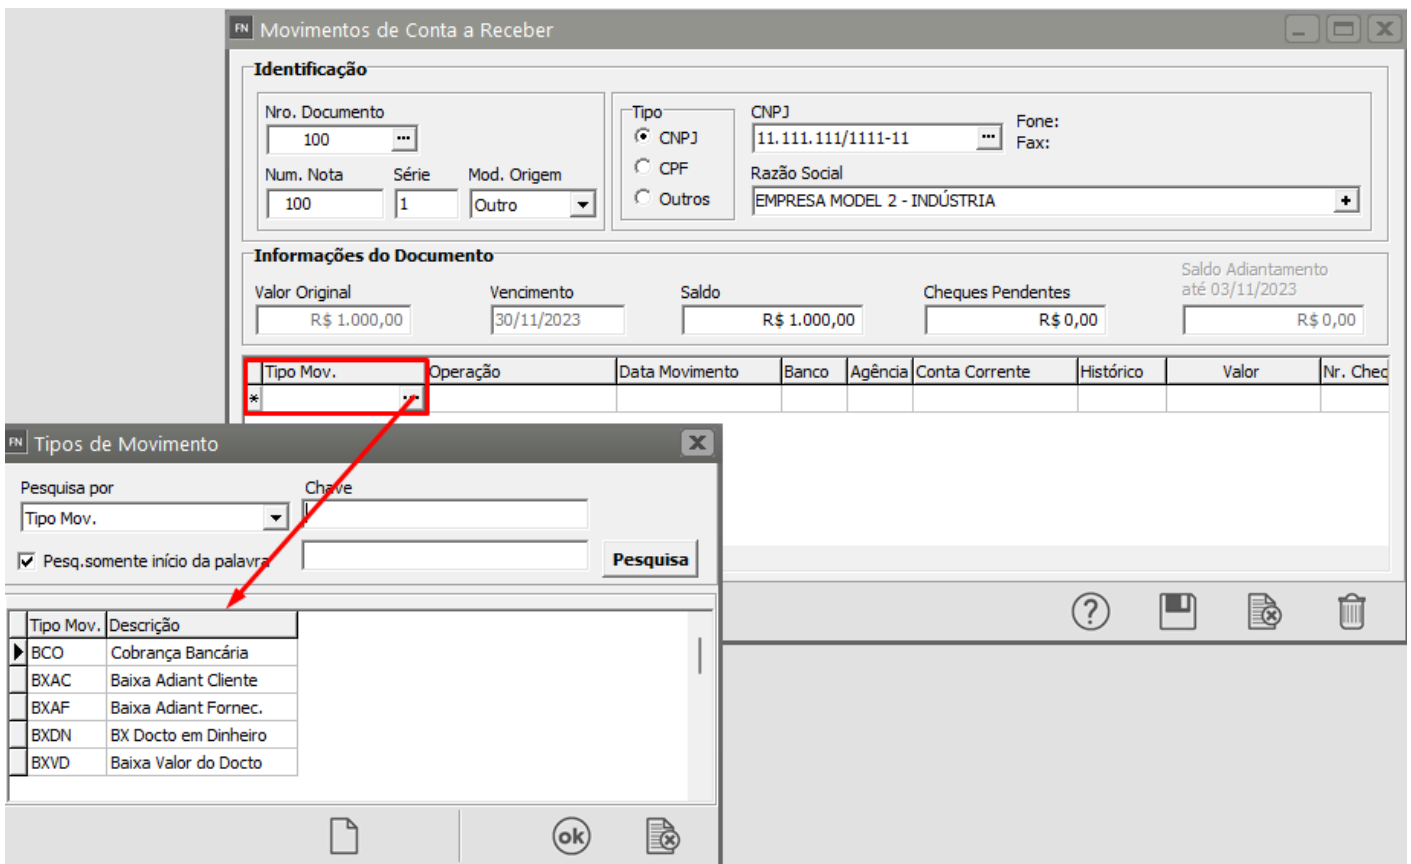 FN Movimentos de Conta a Receber
Identificação
Nro. Documento
100 ...
Num. Nota Série Mod. Origem
100 1 Outro
Tipo
CNPJ
CPF
Outros
CNPJ
11.111.111/1111-11 ...
Fone:
Fax:
Razão Social
EMPRESA MODEL 2 - INDÚSTRIA +
Informações do Documento
Valor Original Vencimento Saldo Cheques Pendentes Saldo Adiantamento
até 03/11/2023
R$ 1.000,00 30/11/2023 R$ 1.000,00 R$ 0,00 R$ 0,00
Tipo Mov. Operação Data Movimento Banco Agência Conta Corrente Histórico Valor Nr. Cheq
* ...
FN Tipos de Movimento X
Pesquisa por Chave
Tipo Mov.
Pesq.somente início da palavra Pesquisa
Tipo Mov. Descrição
BCO Cobrança Bancária
BXAC Baixa Adiant Cliente
BXAF Baixa Adiant Fornec.
BXDN BX Docto em Dinheiro
BXVD Baixa Valor do Docto
?
ok